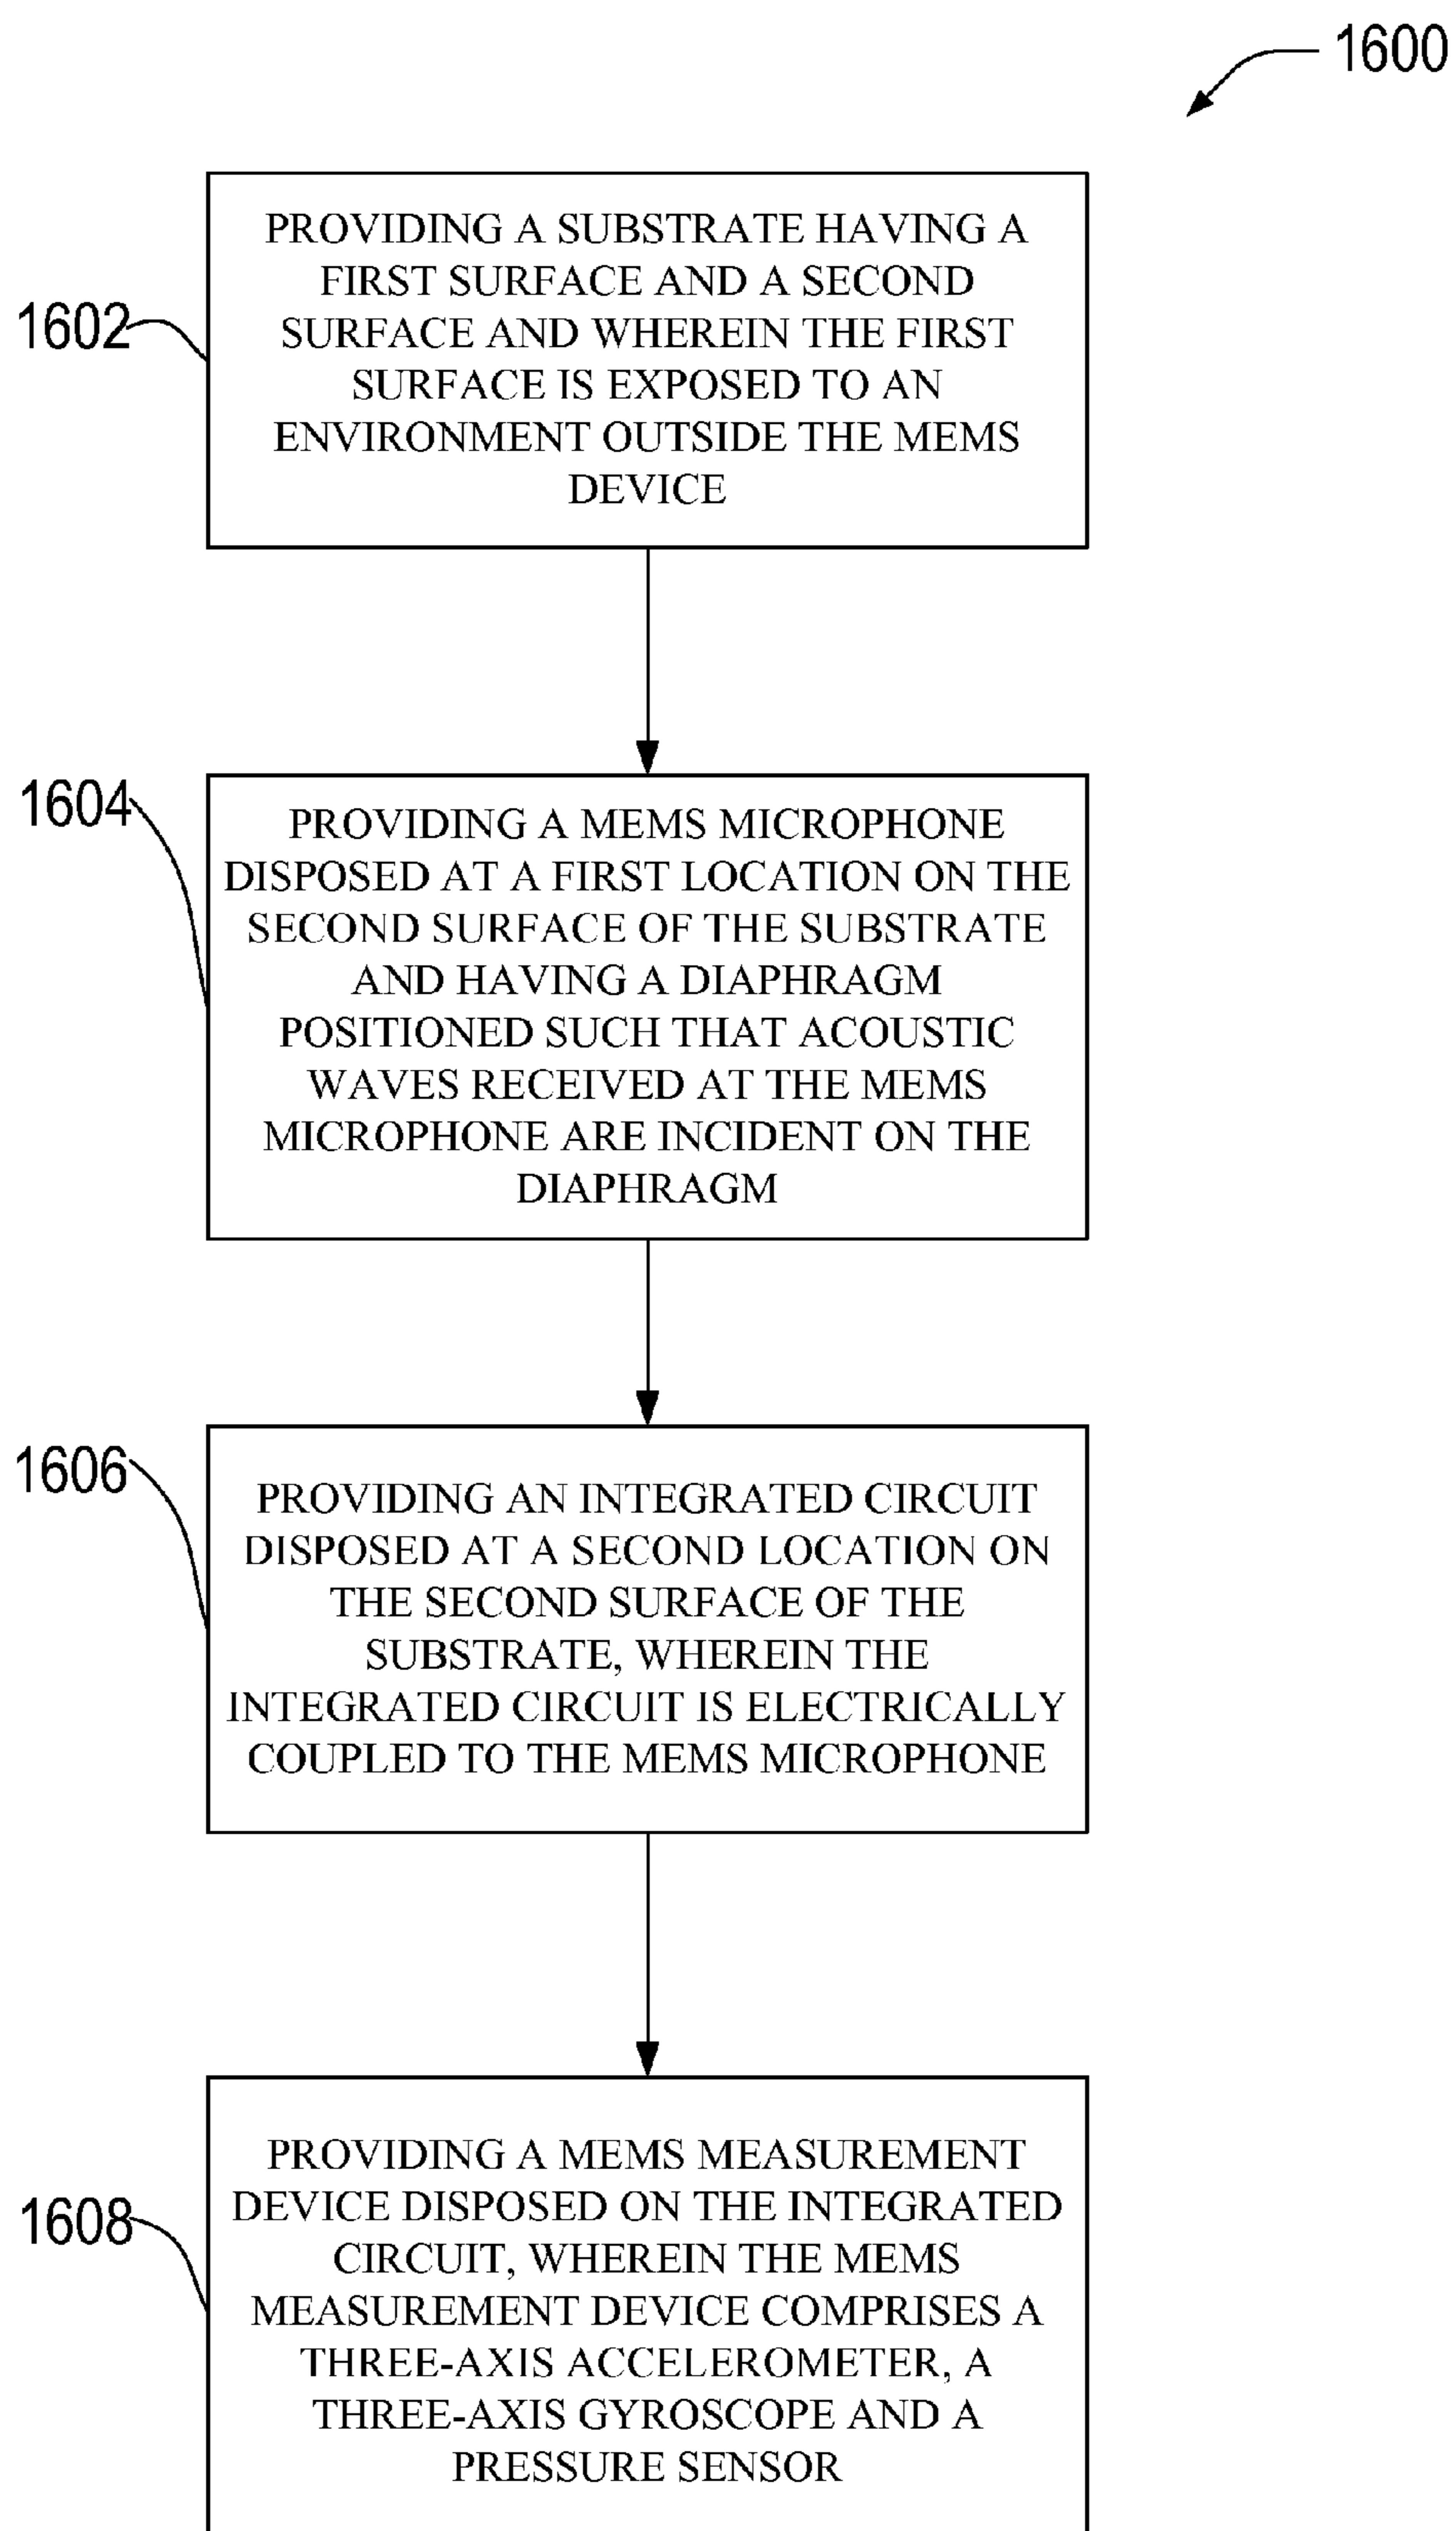 1600
1602
PROVIDING A SUBSTRATE HAVING A
FIRST SURFACE AND A SECOND
SURFACE AND WHEREIN THE FIRST
SURFACE IS EXPOSED TO AN
ENVIRONMENT OUTSIDE THE MEMS
DEVICE
1604
PROVIDING A MEMS MICROPHONE
DISPOSED AT A FIRST LOCATION ON THE
SECOND SURFACE OF THE SUBSTRATE
AND HAVING A DIAPHRAGM
POSITIONED SUCH THAT ACOUSTIC
WAVES RECEIVED AT THE MEMS
MICROPHONE ARE INCIDENT ON THE
DIAPHRAGM
1606
PROVIDING AN INTEGRATED CIRCUIT
DISPOSED AT A SECOND LOCATION ON
THE SECOND SURFACE OF THE
SUBSTRATE, WHEREIN THE
INTEGRATED CIRCUIT IS ELECTRICALLY
COUPLED TO THE MEMS MICROPHONE
1608
PROVIDING A MEMS MEASUREMENT
DEVICE DISPOSED ON THE INTEGRATED
CIRCUIT, WHEREIN THE MEMS
MEASUREMENT DEVICE COMPRISES A
THREE-AXIS ACCELEROMETER, A
THREE-AXIS GYROSCOPE AND A
PRESSURE SENSOR